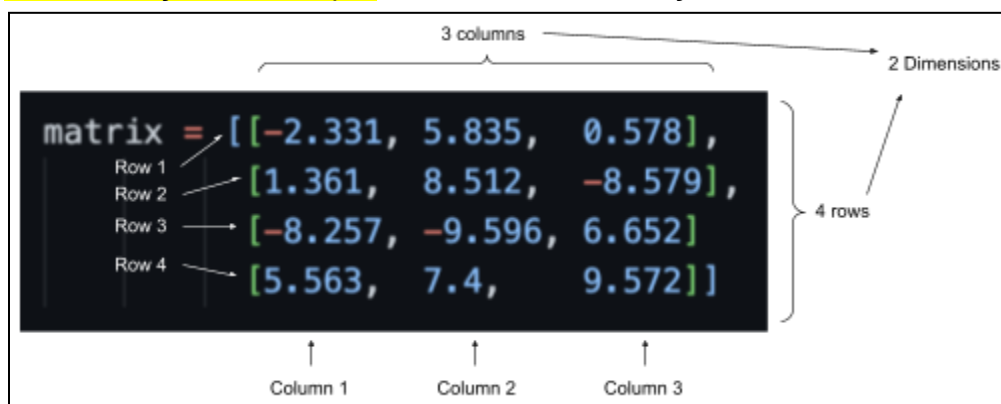 3 columns
2 Dimensions
matrix = [[-2.331, 5.835, 0.578],
Row 1
[1.361, 8.512, -8.579],
Row 2
[-8.257, -9.596, 6.652]
Row 3
[5.563, 7.4, 9.572]]
Row 4
4 rows
Column 1 Column 2 Column 3